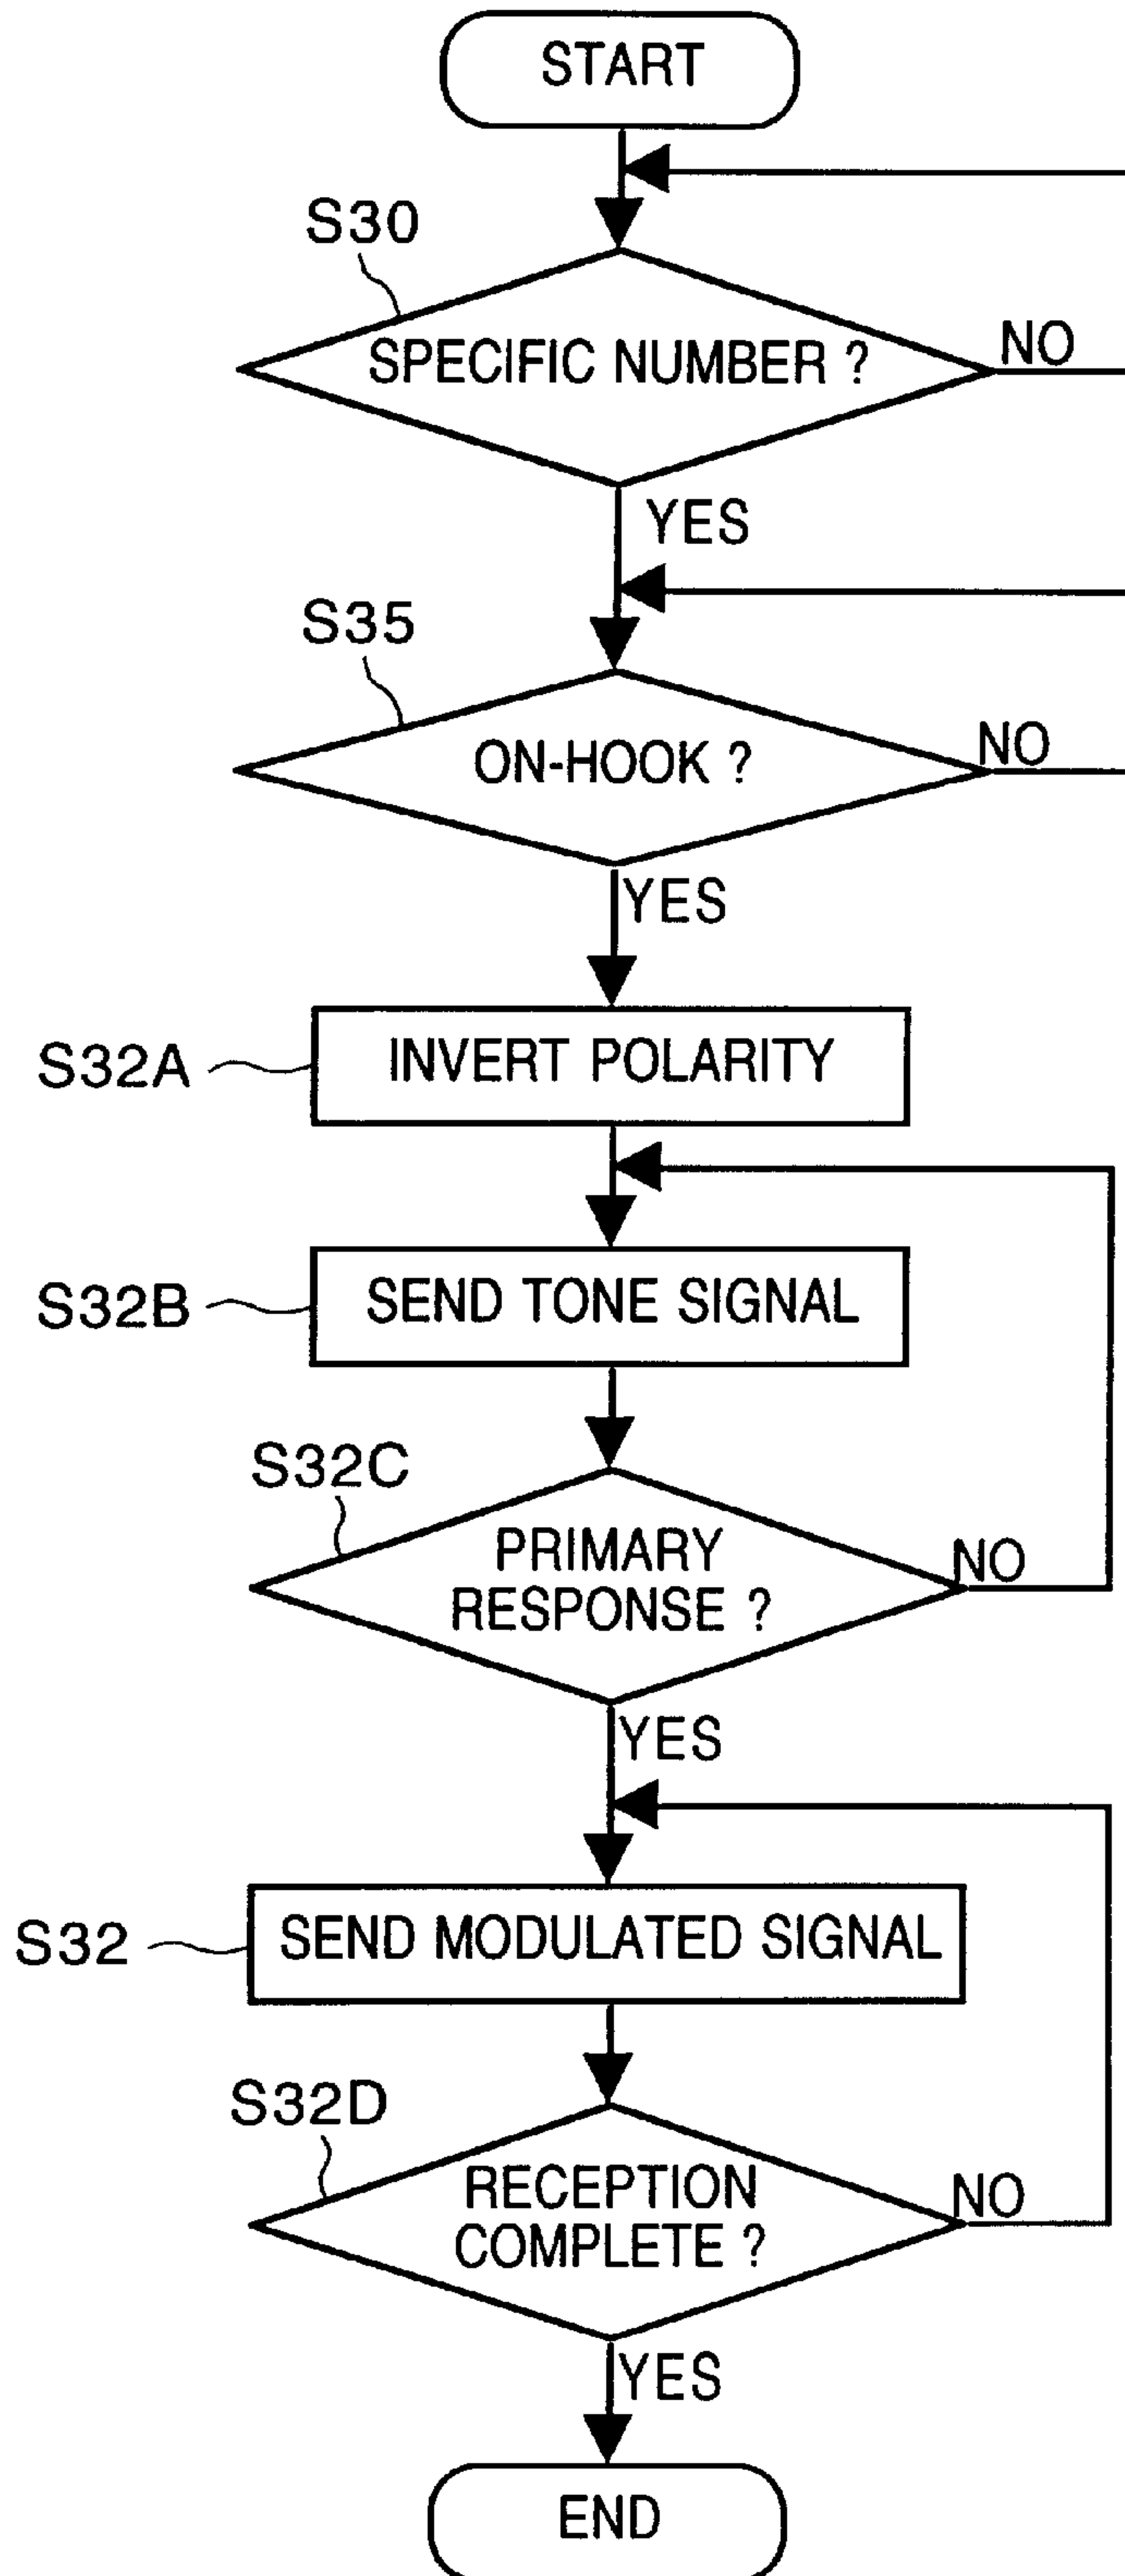 START
S30
SPECIFIC NUMBER ?
NO
YES
S35
ON-HOOK ?
NO
YES
S32A
INVERT POLARITY
S32B
SEND TONE SIGNAL
S32C
PRIMARY
RESPONSE ?
NO
YES
S32
SEND MODULATED SIGNAL
S32D
RECEPTION
COMPLETE ?
NO
YES
END